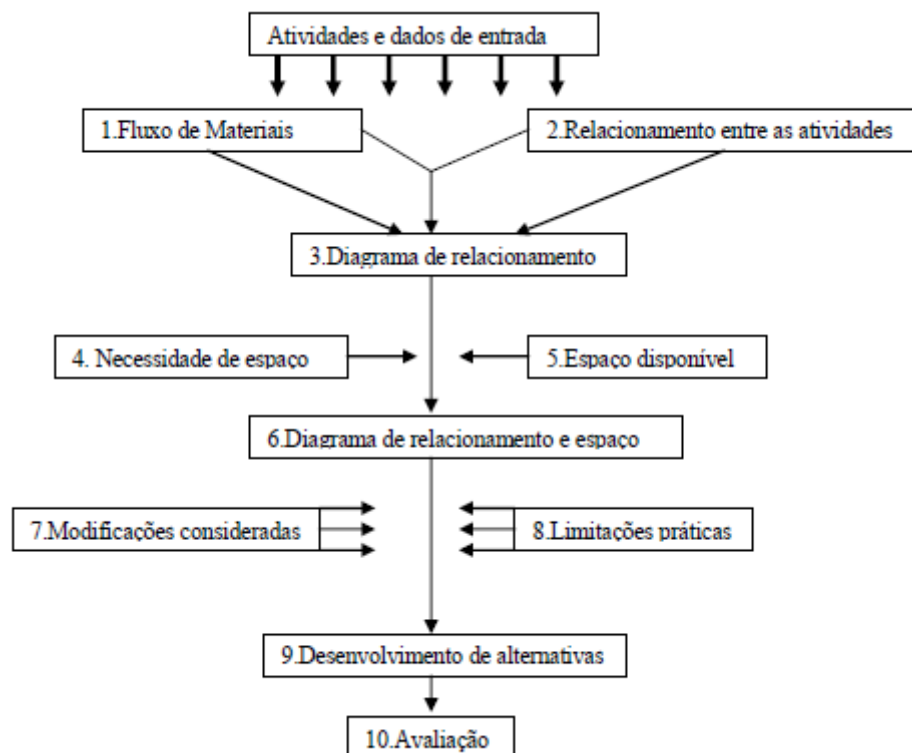 Atividades e dados de entrada
1.Fluxo de Materiais
2.Relacionamento entre as atividades
3.Diagrama de relacionamento
4. Necessidade de espaço
5.Espaço disponível
6.Diagrama de relacionamento e espaço
7.Modificações consideradas
8.Limitações práticas
9.Desenvolvimento de alternativas
10.Avaliação